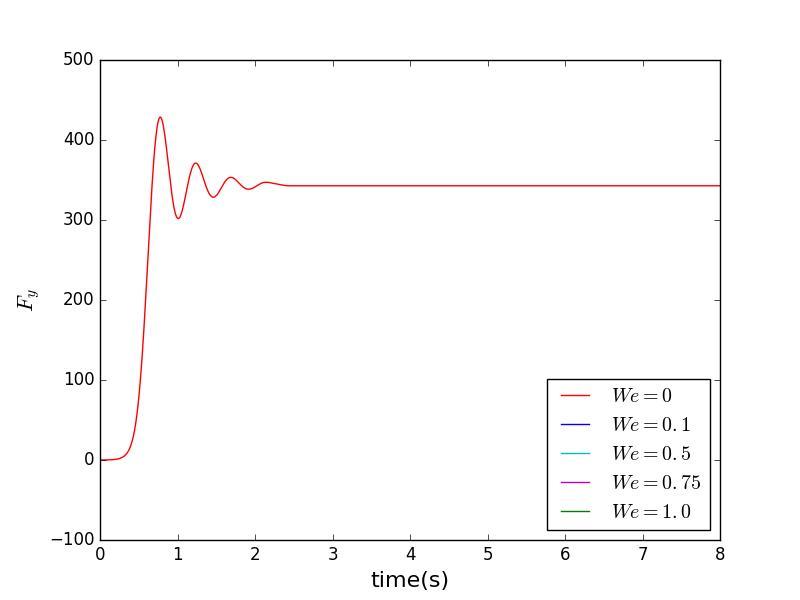 500
400
300
200
100
0
−100
F_y
0 1 2 3 4 5 6 7 8
time(s)
We = 0
We = 0.1
We = 0.5
We = 0.75
We = 1.0